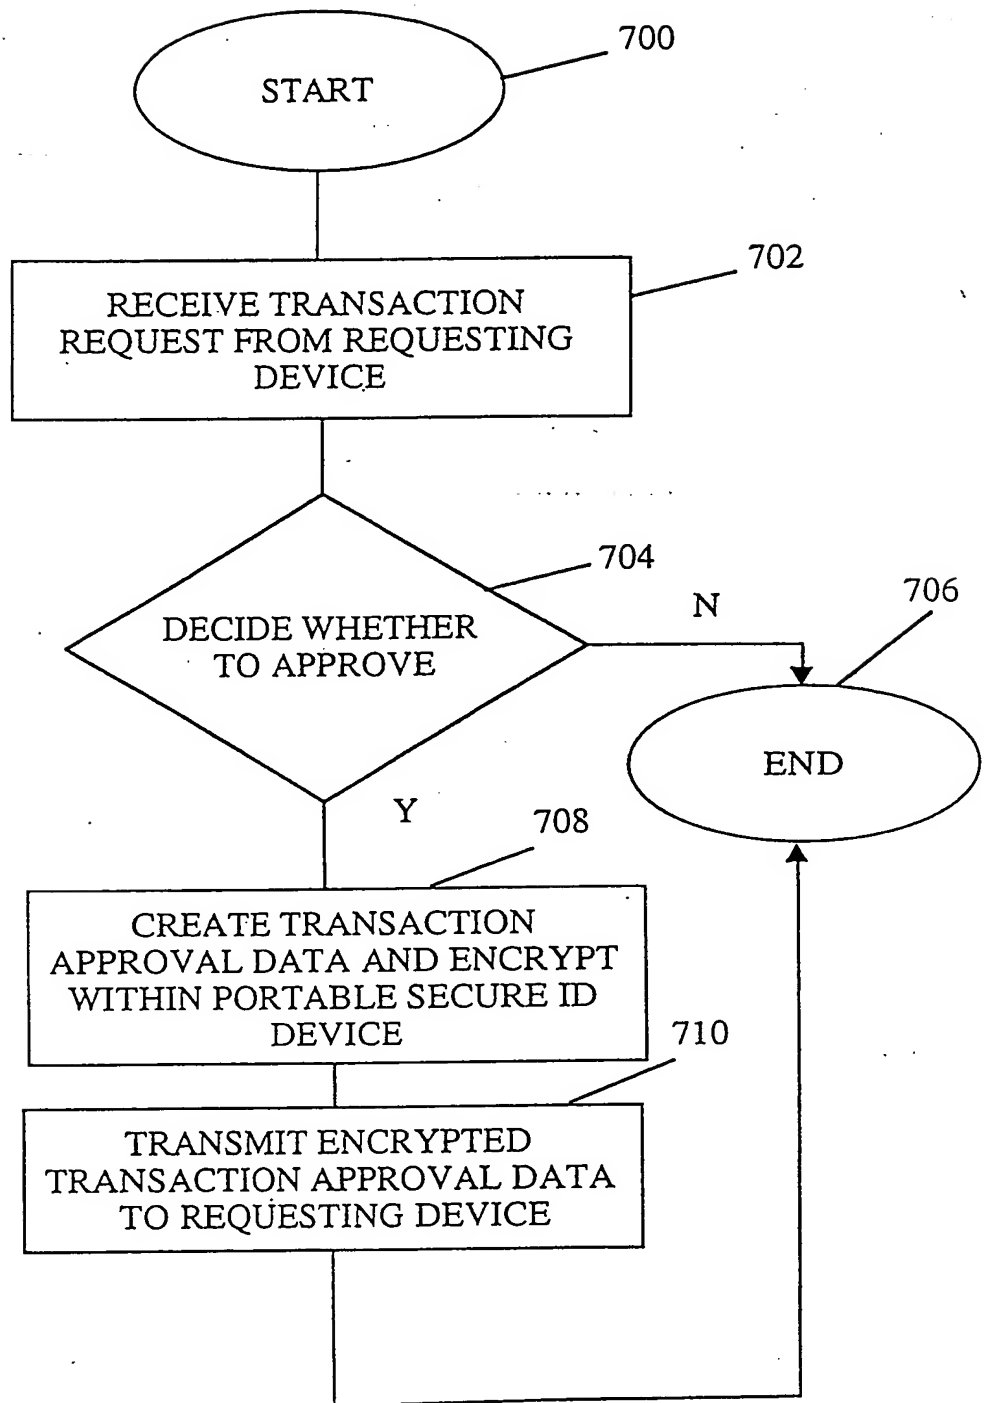 700
START
702
RECEIVE TRANSACTION
REQUEST FROM REQUESTING
DEVICE
704
DECIDE WHETHER
TO APPROVE
N
706
END
Y
708
CREATE TRANSACTION
APPROVAL DATA AND ENCRYPT
WITHIN PORTABLE SECURE ID
DEVICE
710
TRANSMIT ENCRYPTED
TRANSACTION APPROVAL DATA
TO REQUESTING DEVICE